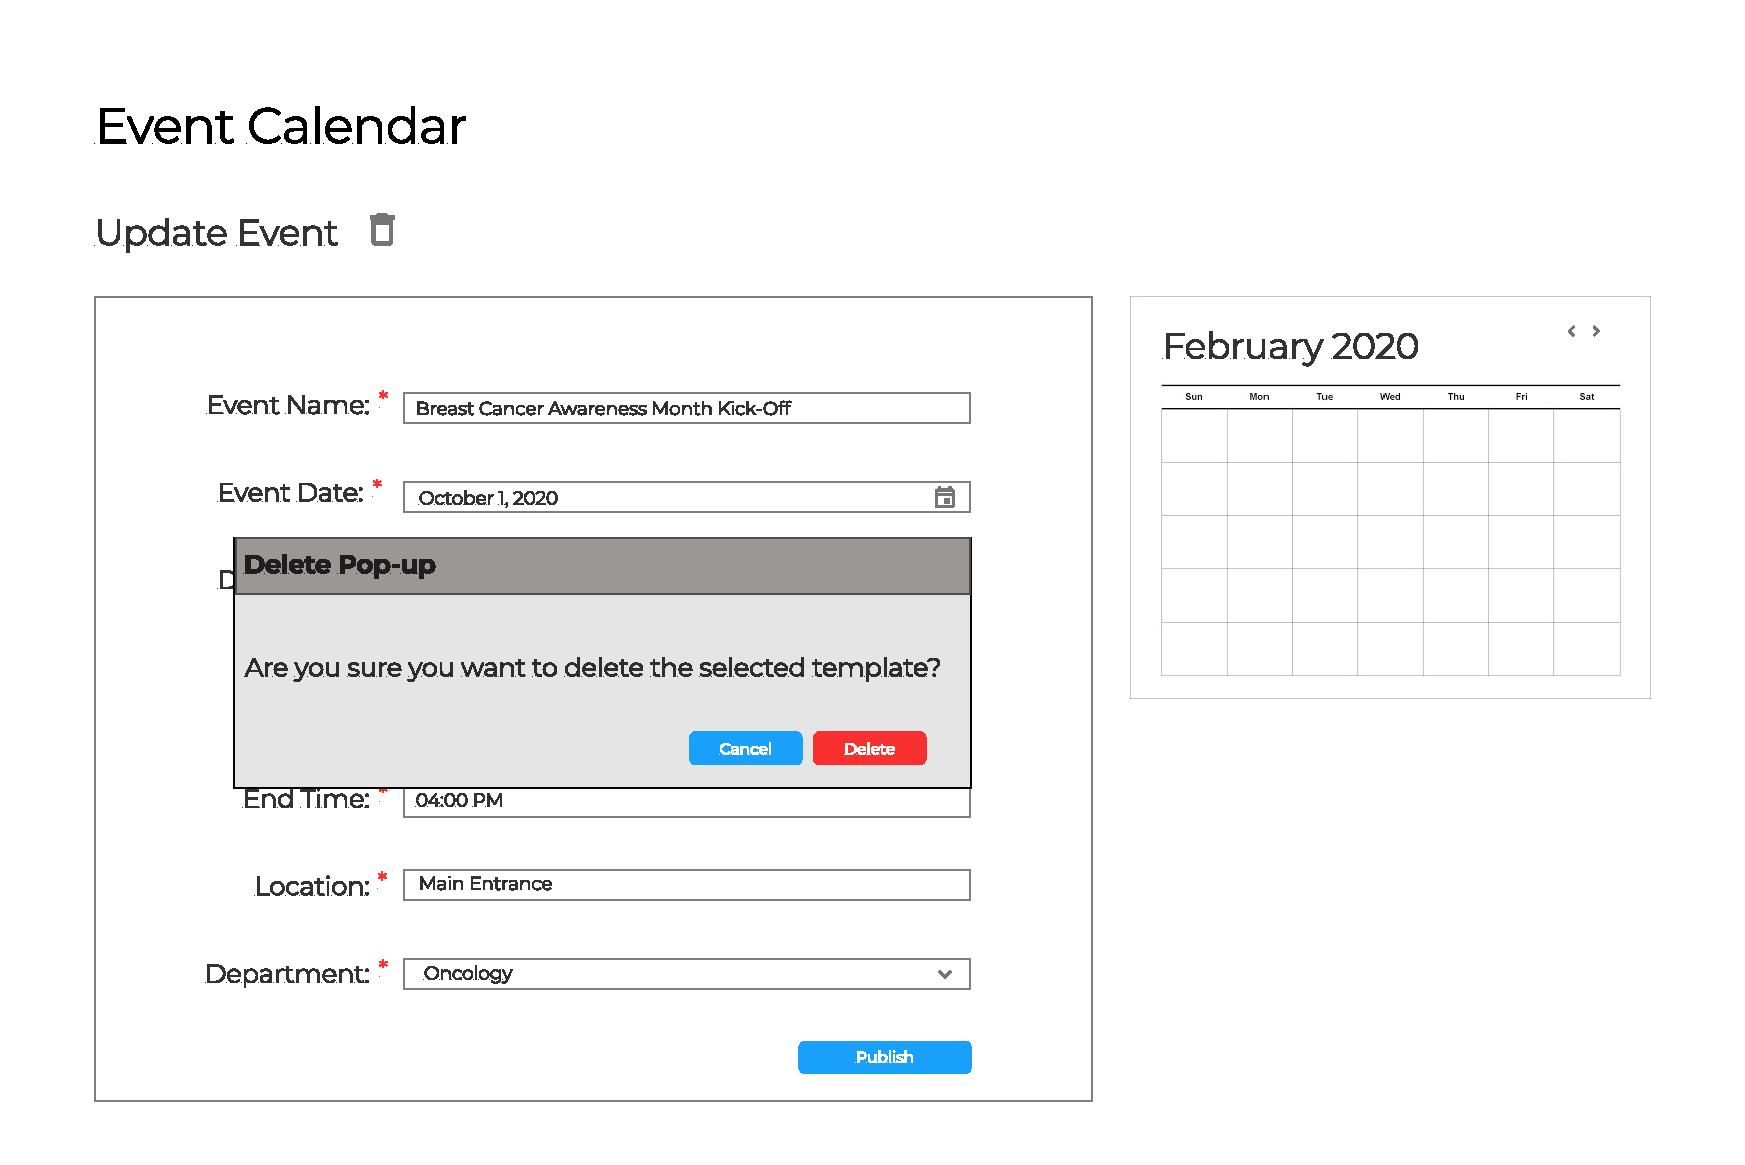 Event Calendar
Update Event
Event Name: *
Breast Cancer Awareness Month Kick-Off
Event Date: *
October 1, 2020
D
Delete Pop-up
Are you sure you want to delete the selected template?
Cancel
Delete
End Time: *
04:00 PM
Location: *
Main Entrance
Department: *
Oncology
Publish
February 2020
Sun Mon Tue Wed Thu Fri Sat